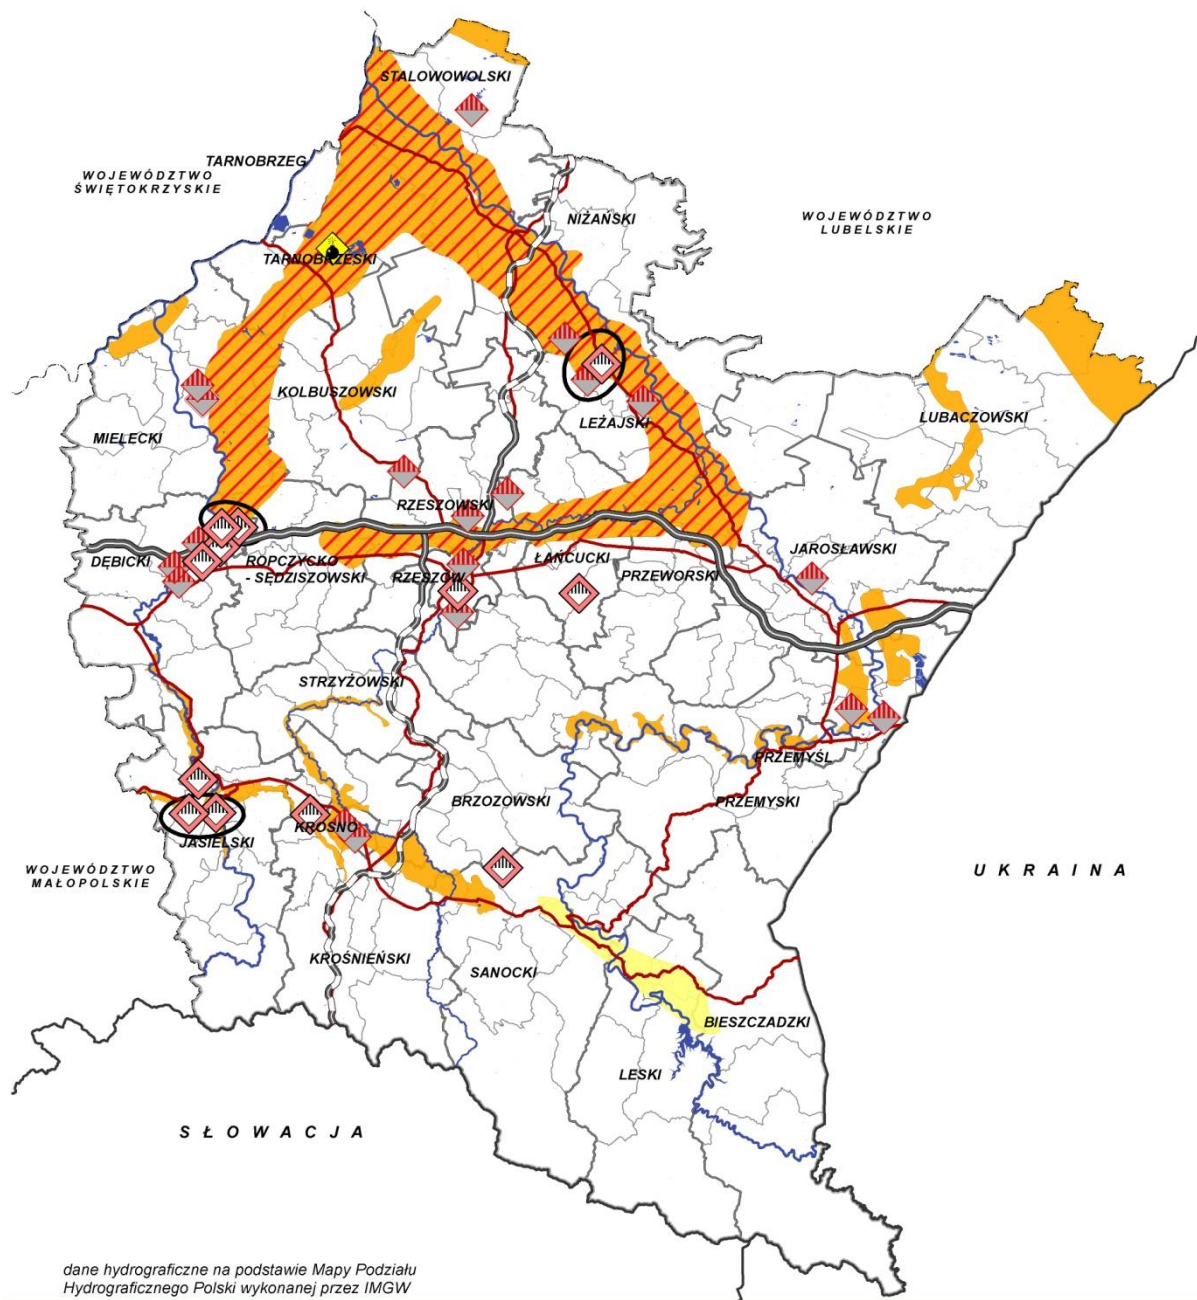 STALOWOWOLSKI
TARNOBRZEG
WOJEWÓDZTWO
ŚWIĘTOKRZYSKIE
NIŻAŃSKI
WOJEWÓDZTWO
LUBELSKIE
TARNOBRZESKI
KOLBUSZOWSKI
LEŻAJSKI
LUBACZOWSKI
MIELECKI
RZESZOWSKI
DĘBICKI
ROPCZYCKO
- SĘDZISZOWSKI
RZESZÓW
ŁAŃCUCKI
PRZEWORSKI
JAROSŁAWSKI
STRZYŻOWSKI
PRZEMYŚL
BRZOZOWSKI
PRZEMYSKI
KROSNO
JASIELSKI
WOJEWÓDZTWO
MAŁOPOLSKIE
UKRAINA
KROŚNIEŃSKI
SANOCKI
BIESZCZADZKI
LESKI
SŁOWACJA
dane hydrograficzne na podstawie Mapy Podziału
Hydrograficznego Polski wykonanej przez IMGW